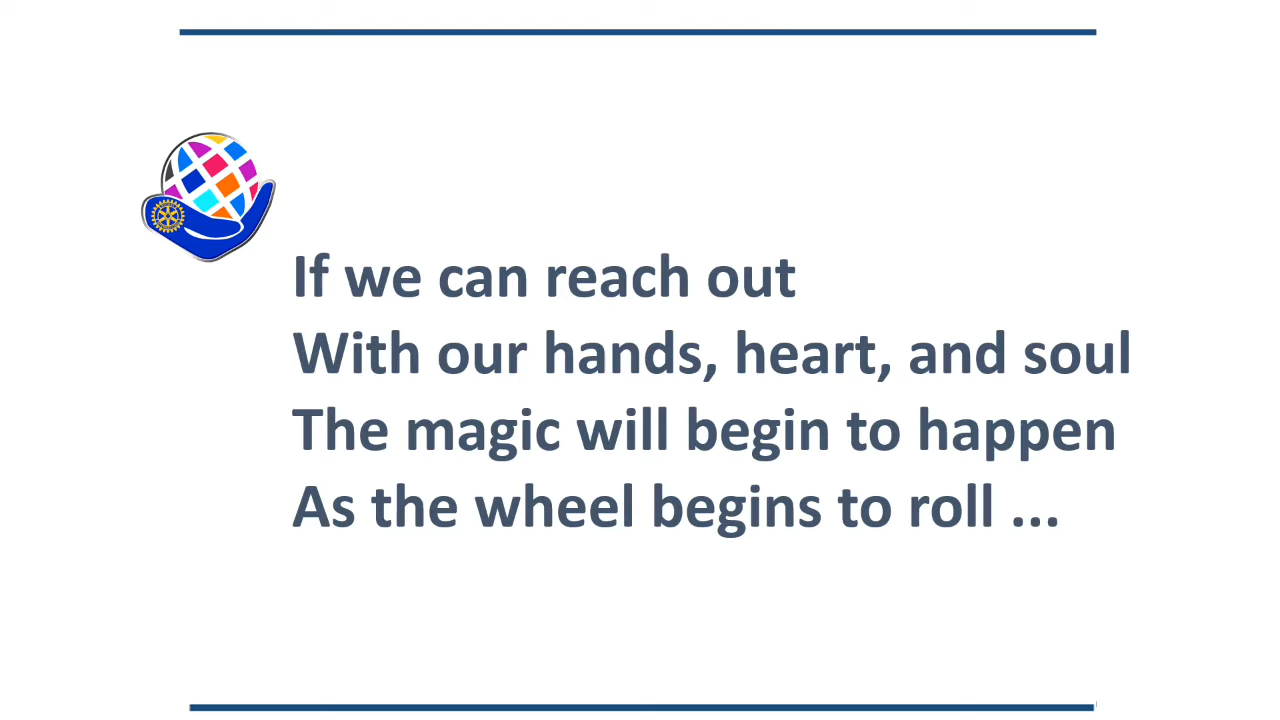 If we can reach out
With our hands, heart, and soul
The magic will begin to happen
As the wheel begins to roll ...